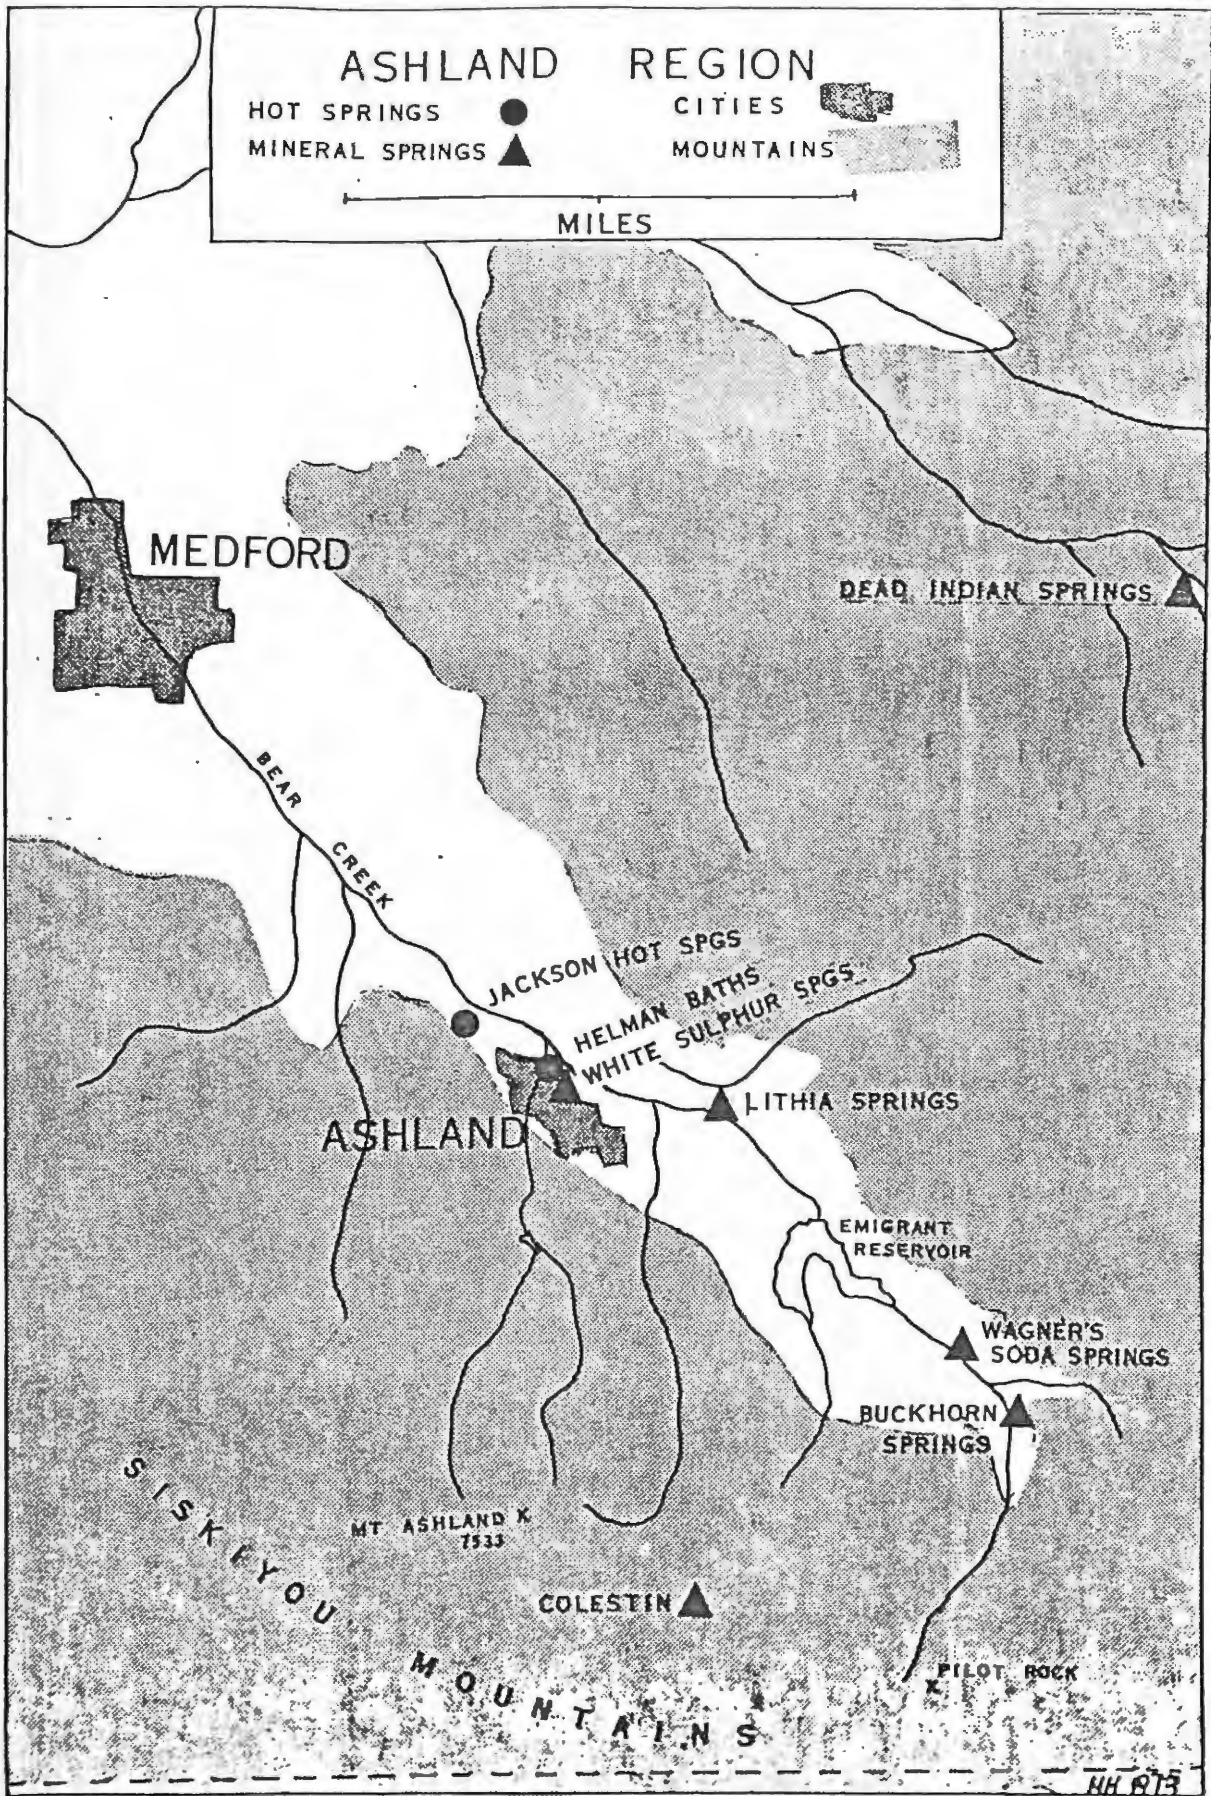 ASHLAND REGION
HOT SPRINGS
CITIES
MINERAL SPRINGS
MOUNTAINS
MILES
MEDFORD
DEAD INDIAN SPRINGS
BEAR
CREEK
JACKSON HOT SPGS
HELMAN BATHS
WHITE SULPHUR SPGS.
LITHIA SPRINGS
ASHLAND
EMIGRANT
RESERVOIR
WAGNER'S
SODA SPRINGS
BUCKHORN
SPRINGS
SISKIYOU
MT ASHLAND X
7533
COLESTIN
MOUNTAINS
X PILOT ROCK
HH 1973